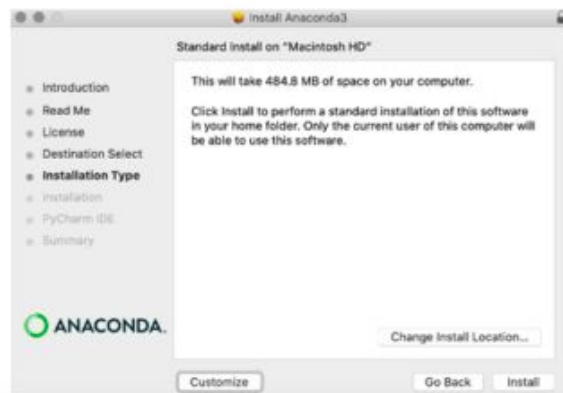 Install Anaconda3
Standard Install on "Macintosh HD"
Introduction
Read Me
License
Destination Select
Installation Type
Installation
PyCharm IDE
Summary
This will take 484.8 MB of space on your computer.
Click Install to perform a standard installation of this software
in your home folder. Only the current user of this computer will
be able to use this software.
ANACONDA.
Change Install Location...
Customize
Go Back
Install